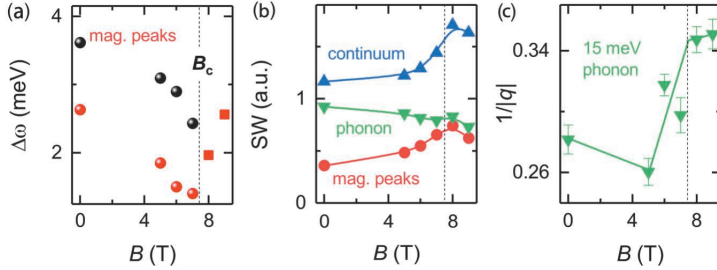 (a)
mag. peaks
B_c
Δω (meV)
4
2
0
4
8
B (T)
(b)
continuum
phonon
mag. peaks
SW (a.u.)
1
0
0
4
8
B (T)
(c)
15 meV
phonon
1/|q|
0.34
0.26
0
4
8
B (T)